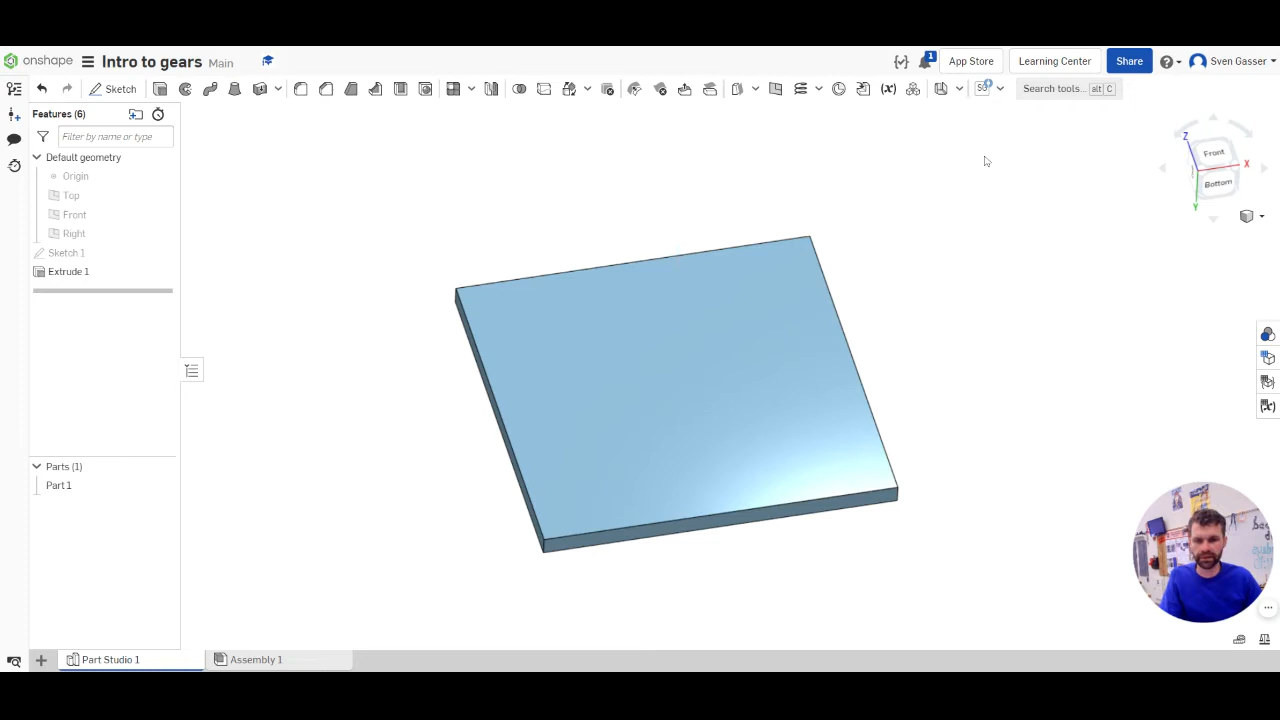 onshape Intro to gears Main App Store Learning Center Share Sven Gasser
1
Sketch Search tools... alt C
Features (6)
Filter by name or type
Default geometry
Origin
Top
Front
Right
Sketch 1
Extrude 1
Parts (1)
Part 1
Z
Front
X
Bottom
Y
Part Studio 1 Assembly 1